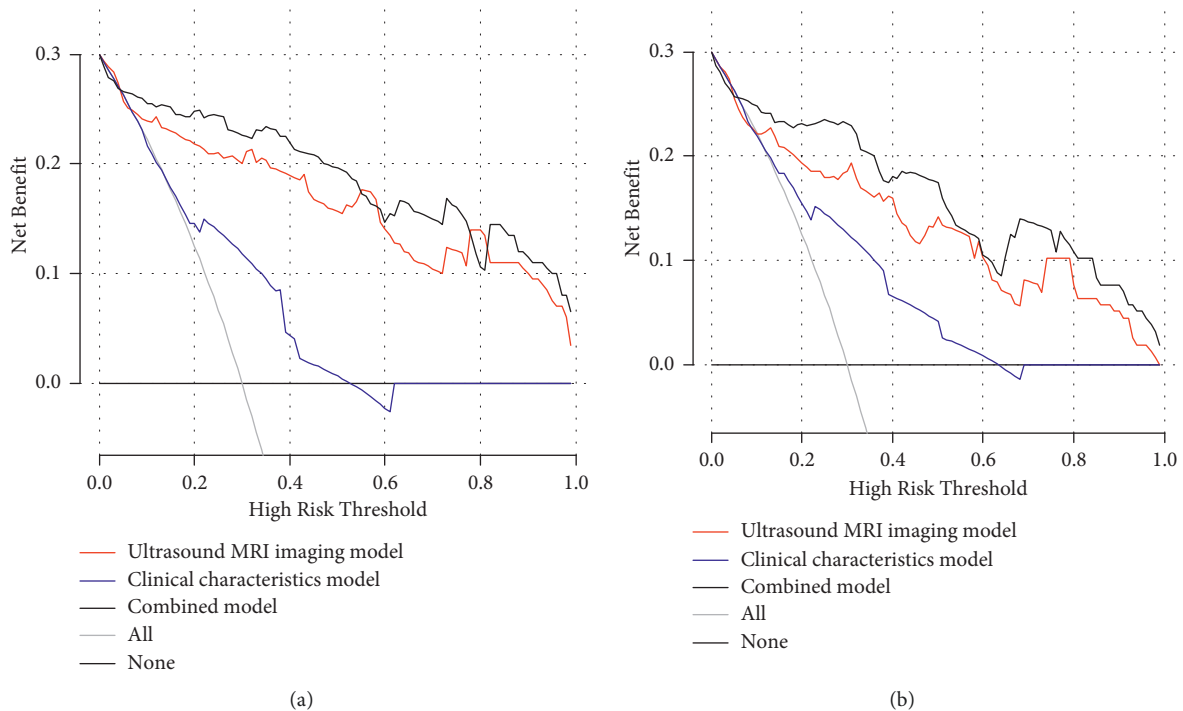 0.3
0.2
0.1
0.0
Net Benefit
0.0 0.2 0.4 0.6 0.8 1.0
High Risk Threshold
Ultrasound MRI imaging model
Clinical characteristics model
Combined model
All
None
(a)
0.3
0.2
0.1
0.0
Net Benefit
0.0 0.2 0.4 0.6 0.8 1.0
High Risk Threshold
Ultrasound MRI imaging model
Clinical characteristics model
Combined model
All
None
(b)